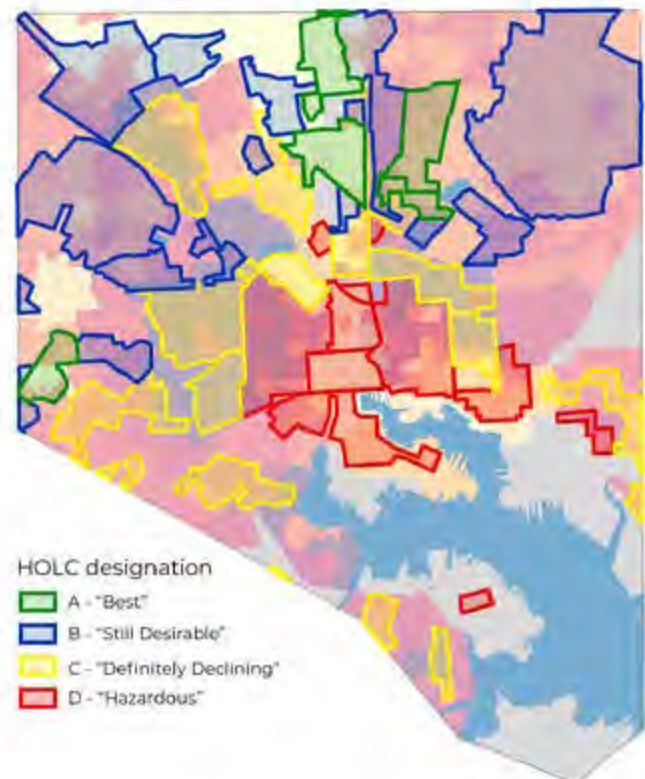 HOLC designation
A - "Best"
B - "Still Desirable"
C - "Definitely Declining"
D - "Hazardous"